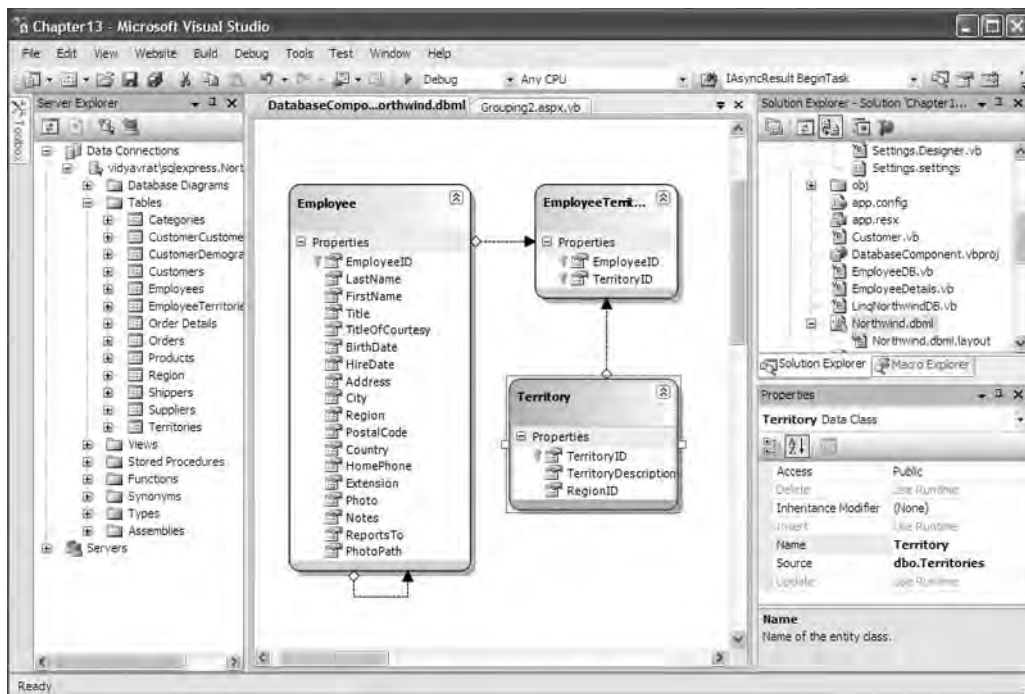 Chapter13 - Microsoft Visual Studio
File Edit View Website Build Debug Tools Test Window Help
Debug Any CPU IAsyncResult BeginTask
Toolbox
Server Explorer
Data Connections
vidyavrat\sqlexpress.Nort
Database Diagrams
Tables
Categories
CustomerCustome
CustomerDemogra
Customers
Employees
EmployeeTerritorie
Order Details
Orders
Products
Region
Shippers
Suppliers
Territories
Views
Stored Procedures
Functions
Synonyms
Types
Assemblies
Servers
DatabaseCompo...orthwind.dbml Grouping2.aspx.vb
Employee
Properties
EmployeeID
LastName
FirstName
Title
TitleOfCourtesy
BirthDate
HireDate
Address
City
Region
PostalCode
Country
HomePhone
Extension
Photo
Notes
ReportsTo
PhotoPath
EmployeeTerrit...
Properties
EmployeeID
TerritoryID
Territory
Properties
TerritoryID
TerritoryDescription
RegionID
Solution Explorer - Solution 'Chapter1...
Settings.Designer.vb
Settings.settings
obj
app.config
app.resx
Customer.vb
DatabaseComponent.vbproj
EmployeeDB.vb
EmployeeDetails.vb
LinqNorthwindDB.vb
Northwind.dbml
Northwind.dbml.layout
Solution Explorer Macro Explorer
Properties
Territory Data Class
Access Public
Delete Use Runtime
Inheritance Modifier (None)
Insert Use Runtime
Name Territory
Source dbo.Territories
Update Use Runtime
Name
Name of the entity class.
Ready